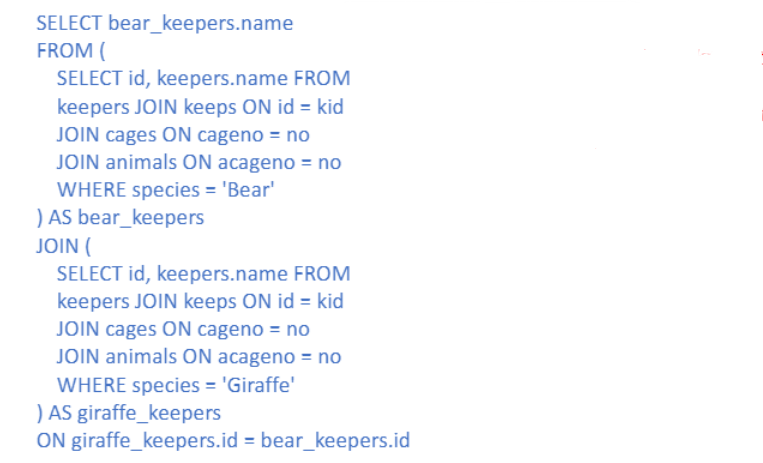 SELECT bear_keepers.name
FROM (
SELECT id, keepers.name FROM
keepers JOIN keeps ON id = kid
JOIN cages ON cageno = no
JOIN animals ON acageno = no
WHERE species = 'Bear'
) AS bear_keepers
JOIN (
SELECT id, keepers.name FROM
keepers JOIN keeps ON id = kid
JOIN cages ON cageno = no
JOIN animals ON acageno = no
WHERE species = 'Giraffe'
) AS giraffe_keepers
ON giraffe_keepers.id = bear_keepers.id